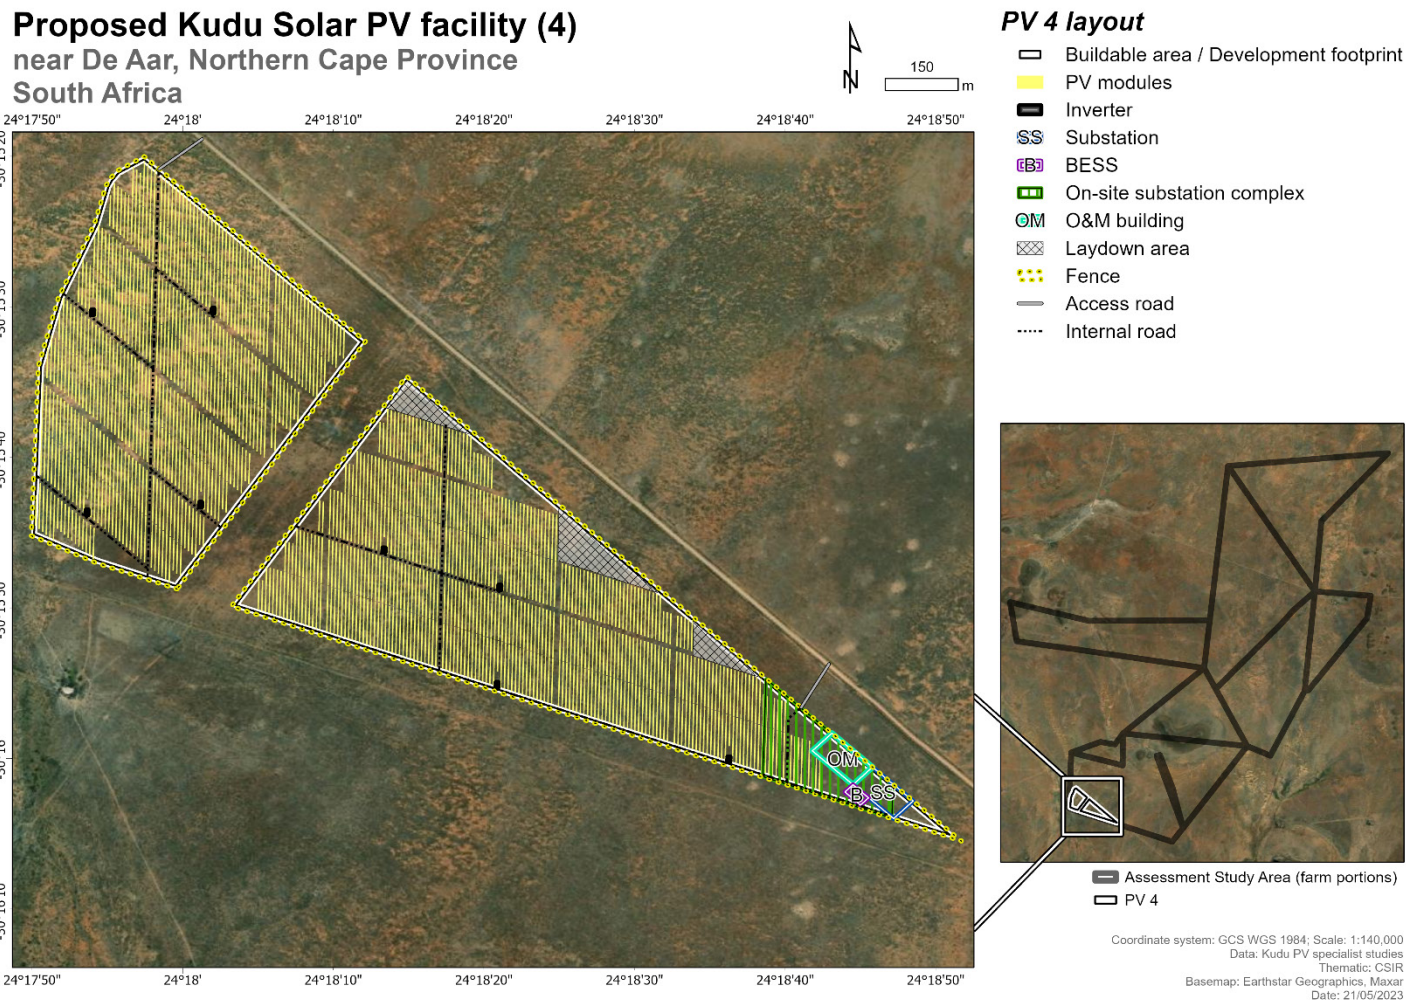 Proposed Kudu Solar PV facility (4)
near De Aar, Northern Cape Province
South Africa
N
150
m
PV 4 layout
Buildable area / Development footprint
PV modules
Inverter
SS Substation
B BESS
On-site substation complex
OM O&M building
Laydown area
Fence
Access road
Internal road
24°17'50" 24°18' 24°18'10" 24°18'20" 24°18'30" 24°18'40" 24°18'50"
OM
B SS
24°17'50" 24°18' 24°18'10" 24°18'20" 24°18'30" 24°18'40" 24°18'50"
Assessment Study Area (farm portions)
PV 4
Coordinate system: GCS WGS 1984; Scale: 1:140,000
Data: Kudu PV specialist studies
Thematic: CSIR
Basemap: Earthstar Geographics, Maxar
Date: 21/05/2023